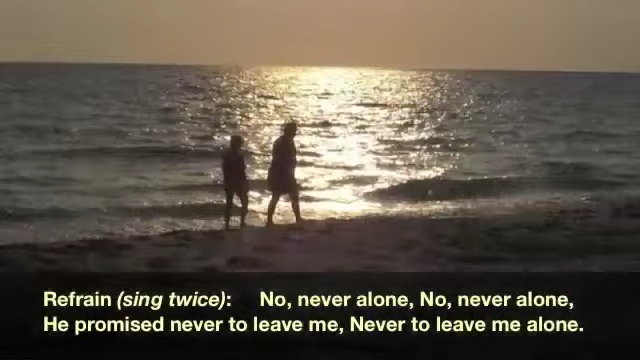 Refrain (sing twice): No, never alone, No, never alone,
He promised never to leave me, Never to leave me alone.